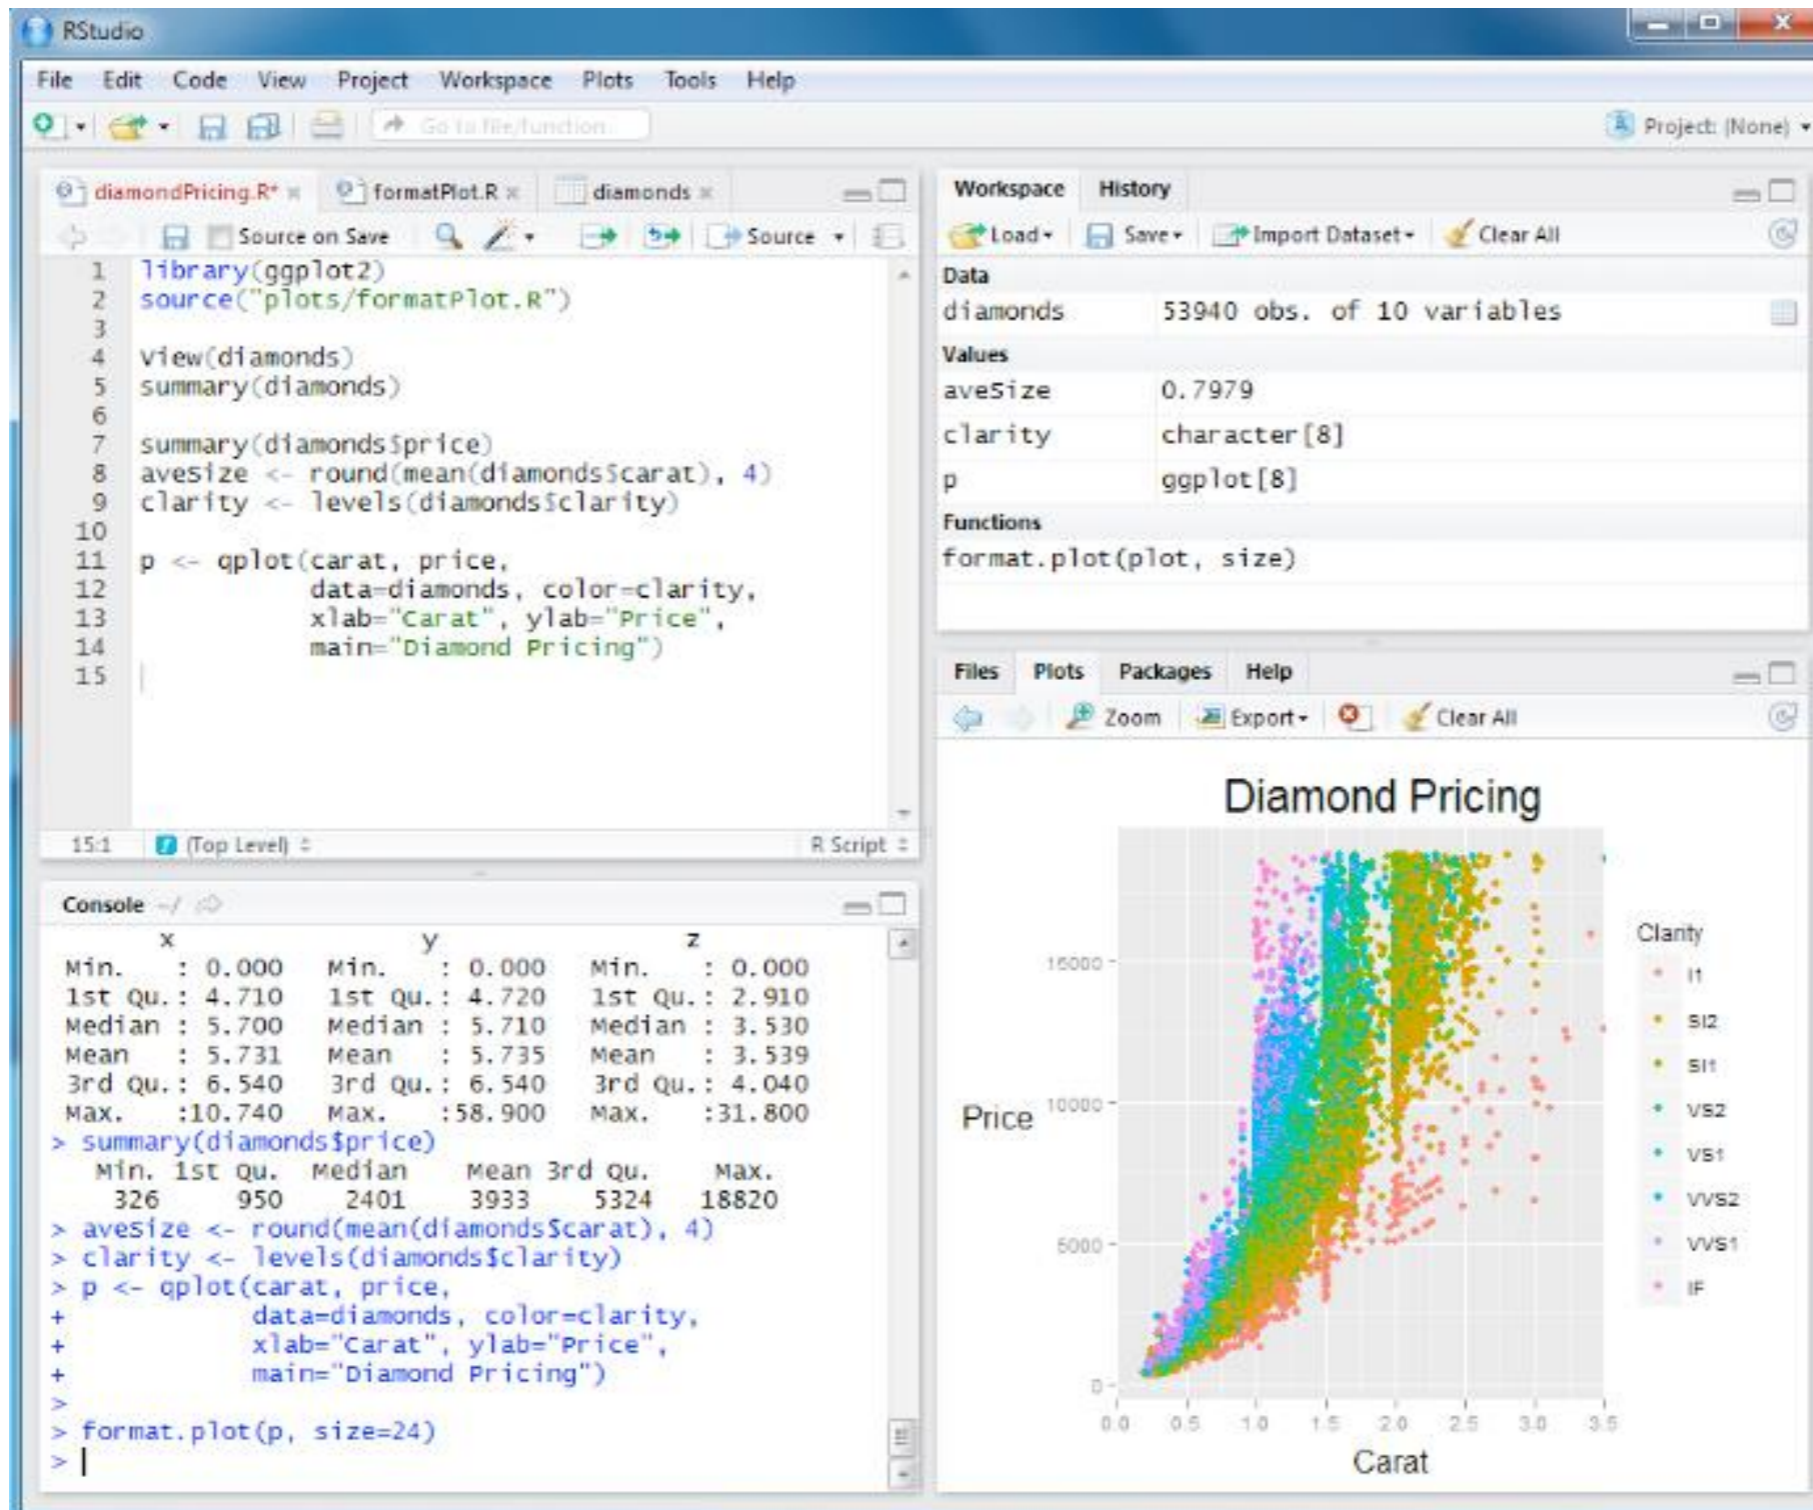 RStudio
File Edit Code View Project Workspace Plots Tools Help
Go to file/function
Project: (None)
diamondPricing.R* formatPlot.R diamonds
Source on Save Source
1 library(ggplot2)
2 source("plots/formatPlot.R")
3
4 View(diamonds)
5 summary(diamonds)
6
7 summary(diamonds$price)
8 aveSize <- round(mean(diamonds$carat), 4)
9 clarity <- levels(diamonds$clarity)
10
11 p <- qplot(carat, price,
12 data=diamonds, color=clarity,
13 xlab="Carat", ylab="Price",
14 main="Diamond Pricing")
15
15:1 (Top Level) R Script
Console ~/
x y z
Min. : 0.000 Min. : 0.000 Min. : 0.000
1st Qu.: 4.710 1st Qu.: 4.720 1st Qu.: 2.910
Median : 5.700 Median : 5.710 Median : 3.530
Mean : 5.731 Mean : 5.735 Mean : 3.539
3rd Qu.: 6.540 3rd Qu.: 6.540 3rd Qu.: 4.040
Max. :10.740 Max. :58.900 Max. :31.800
> summary(diamonds$price)
Min. 1st Qu. Median Mean 3rd Qu. Max.
326 950 2401 3933 5324 18820
> aveSize <- round(mean(diamonds$carat), 4)
> clarity <- levels(diamonds$clarity)
> p <- qplot(carat, price,
+ data=diamonds, color=clarity,
+ xlab="Carat", ylab="Price",
+ main="Diamond Pricing")
>
> format.plot(p, size=24)
>
Workspace History
Load Save Import Dataset Clear All
Data
diamonds 53940 obs. of 10 variables
Values
aveSize 0.7979
clarity character[8]
p ggplot[8]
Functions
format.plot(plot, size)
Files Plots Packages Help
Zoom Export Clear All
Diamond Pricing
Price
15000
10000
5000
0
0.0 0.5 1.0 1.5 2.0 2.5 3.0 3.5
Carat
Clarity
I1
SI2
SI1
VS2
VS1
VVS2
VVS1
IF